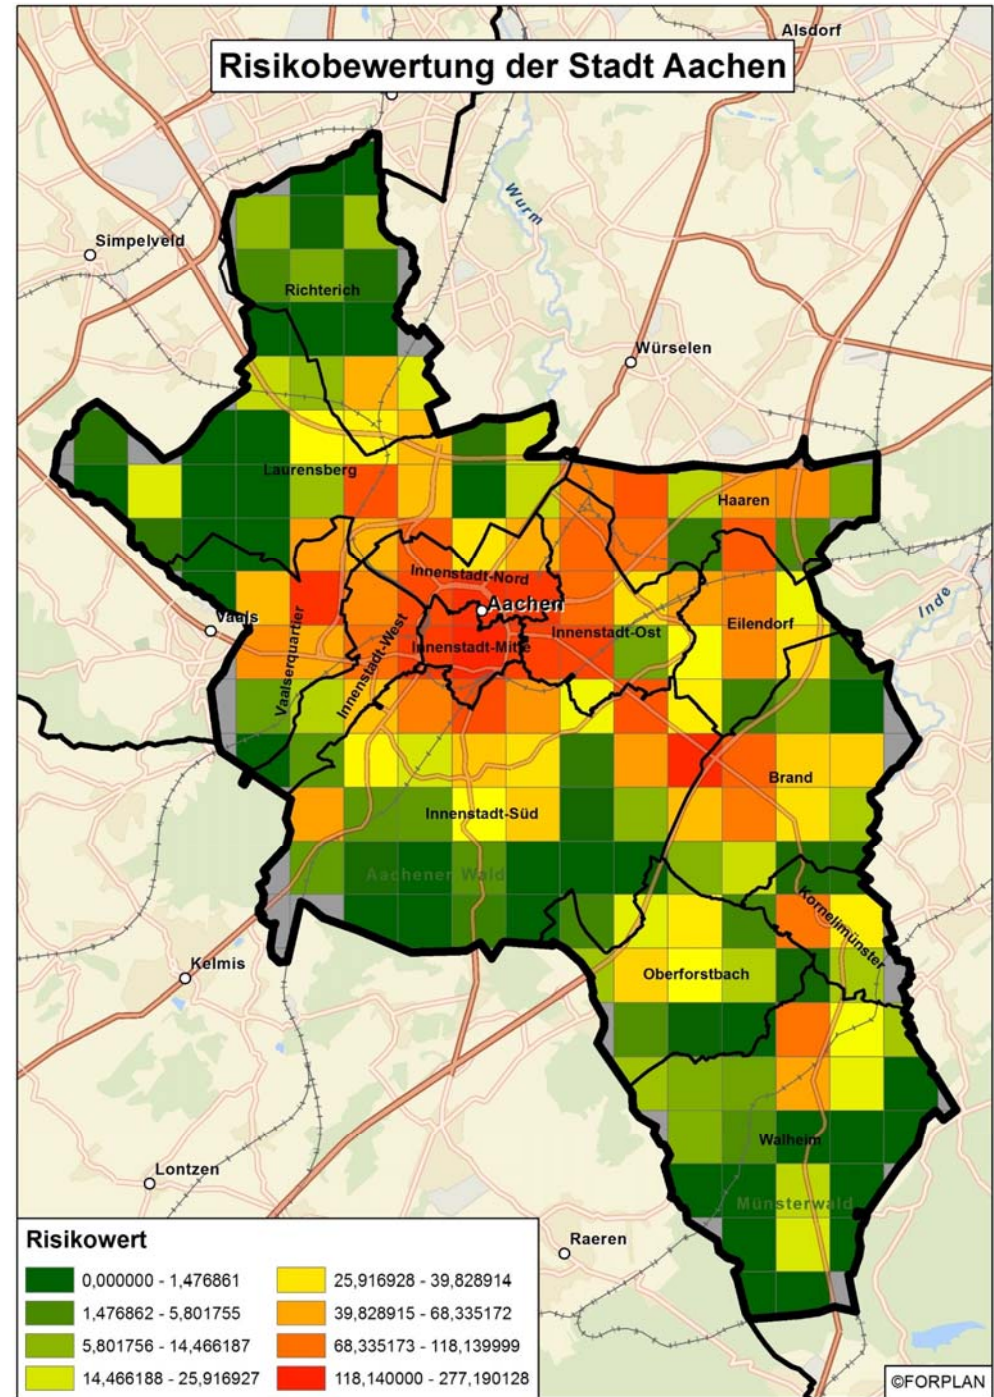 Alsdorf
Risikobewertung der Stadt Aachen
Wurm
Simpelveld
Richterich
Würselen
Laurensberg
Haaren
Innenstadt-Nord
Aachen
Inde
Vaals
Vaalserquartier
Innenstadt-West
Innenstadt-Mitte
Innenstadt-Ost
Eilendorf
Brand
Innenstadt-Süd
Aachener Wald
Kornelimünster
Kelmis
Oberforstbach
Walheim
Lontzen
Münsterwald
Raeren
Risikowert
0,000000 - 1,476861
1,476862 - 5,801755
5,801756 - 14,466187
14,466188 - 25,916927
25,916928 - 39,828914
39,828915 - 68,335172
68,335173 - 118,139999
118,140000 - 277,190128
©FORPLAN